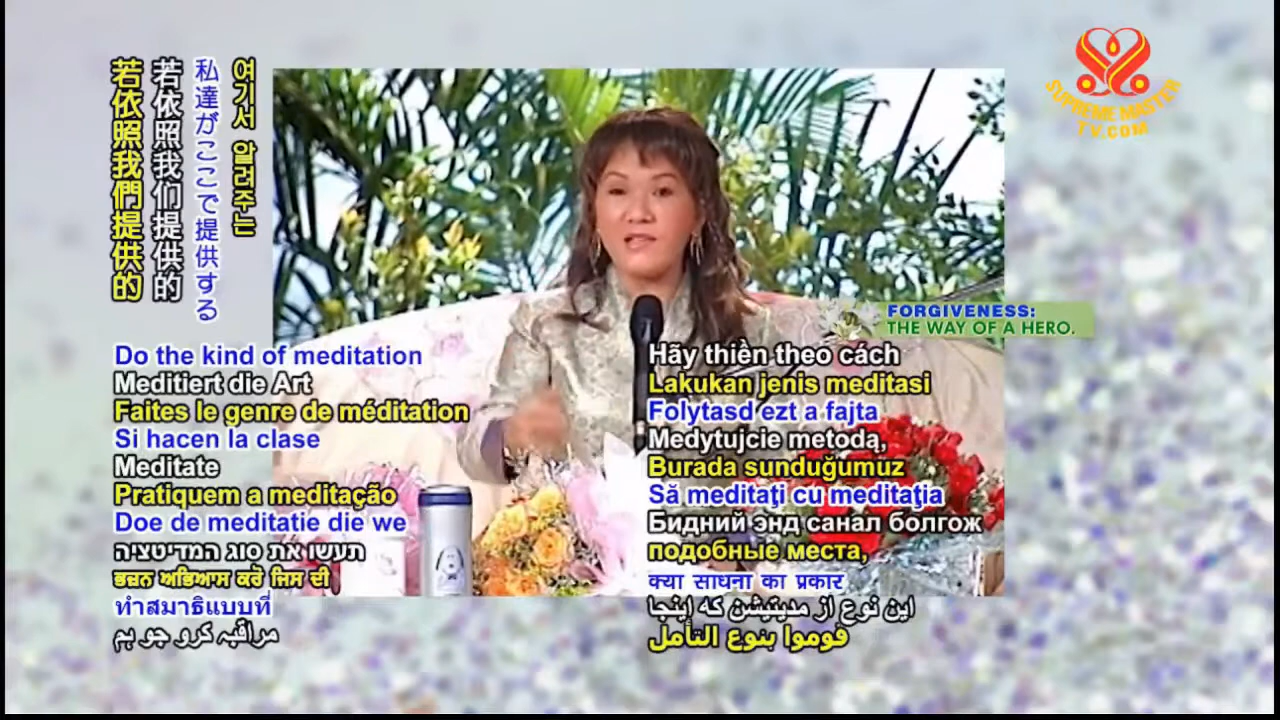 여기서 알려주는
私達がここで提供する
若依照我们提供的
若依照我們提供的
SUPREME MASTER
TV.COM
FORGIVENESS:
THE WAY OF A HERO.
Do the kind of meditation
Meditiert die Art
Faites le genre de méditation
Si hacen la clase
Meditate
Pratiquem a meditação
Doe de meditatie die we
תעשו את סוג המדיטציה
ਭਜਨ ਅਭਿਆਸ ਕਰੋ ਜਿਸ ਦੀ
ทำสมาธิแบบที่
مراقبہ کرو جو ہم
Hãy thiền theo cách
Lakukan jenis meditasi
Folytasd ezt a fajta
Medytujcie metodą,
Burada sunduğumuz
Să meditaţi cu meditaţia
Бидний энд санал болгож
подобные места,
क्या साधना का प्रकार
این نوع از مدیتیشن که اینجا
قوموا بنوع التأمل